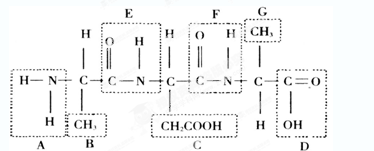 E F G
H O H H O H CH₃
H—N—C—C—N—C—C—N—C—C=O
H CH₃ CH₂COOH H OH
A B C D